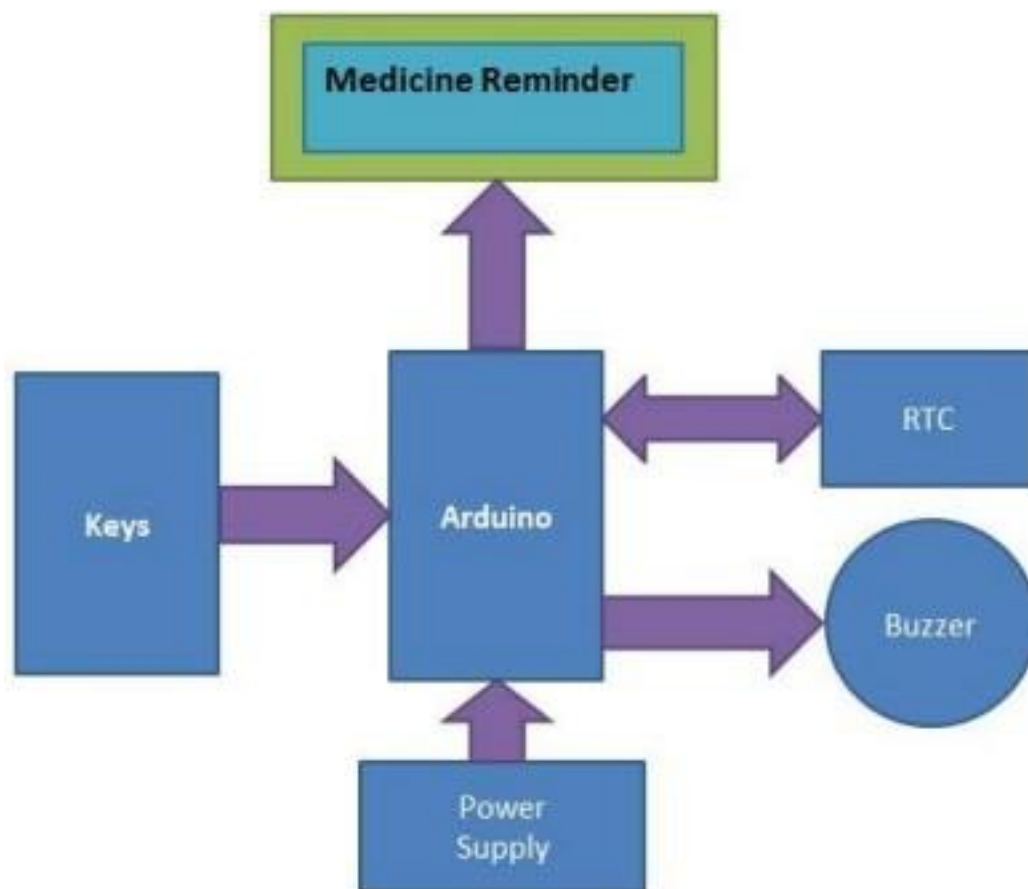 Medicine Reminder
RTC
Keys
Arduino
Buzzer
Power
Supply